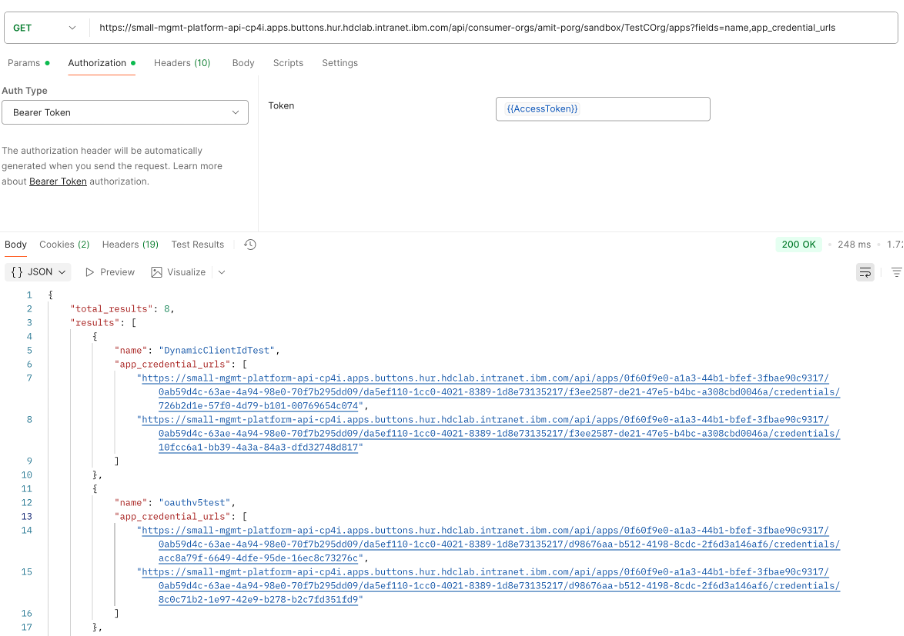 GET https://small-mgmt-platform-api-cp4i.apps.buttons.hur.hdclab.intranet.ibm.com/api/consumer-orgs/amit-porg/sandbox/TestCOrg/apps?fields=name,app_credential_urls
Params Authorization Headers (10) Body Scripts Settings
Auth Type
Bearer Token
Token
{{AccessToken}}
The authorization header will be automatically
generated when you send the request. Learn more
about Bearer Token authorization.
Body Cookies (2) Headers (19) Test Results 200 OK • 248 ms • 1.72
{} JSON Preview Visualize
1 {
2 "total_results": 8,
3 "results": [
4 {
5 "name": "DynamicClientIdTest",
6 "app_credential_urls": [
7 "https://small-mgmt-platform-api-cp4i.apps.buttons.hur.hdclab.intranet.ibm.com/api/apps/0f60f9e0-a1a3-44b1-bfef-3fbae90c9317/
0ab59d4c-63ae-4a94-98e0-70f7b295dd09/da5ef110-1cc0-4021-8389-1d8e73135217/f3ee2587-de21-47e5-b4bc-a308cbd0046a/credentials/
726b2d1e-57f0-4d79-b101-00769654c074",
8 "https://small-mgmt-platform-api-cp4i.apps.buttons.hur.hdclab.intranet.ibm.com/api/apps/0f60f9e0-a1a3-44b1-bfef-3fbae90c9317/
0ab59d4c-63ae-4a94-98e0-70f7b295dd09/da5ef110-1cc0-4021-8389-1d8e73135217/f3ee2587-de21-47e5-b4bc-a308cbd0046a/credentials/
10fcc6a1-bb39-4a3a-84a3-dfd32748d817"
9 ]
10 },
11 {
12 "name": "oauthv5test",
13 "app_credential_urls": [
14 "https://small-mgmt-platform-api-cp4i.apps.buttons.hur.hdclab.intranet.ibm.com/api/apps/0f60f9e0-a1a3-44b1-bfef-3fbae90c9317/
0ab59d4c-63ae-4a94-98e0-70f7b295dd09/da5ef110-1cc0-4021-8389-1d8e73135217/d98676aa-b512-4198-8cdc-2f6d3a146af6/credentials/
acc8a79f-6649-4dfe-95de-16ec8c73276c",
15 "https://small-mgmt-platform-api-cp4i.apps.buttons.hur.hdclab.intranet.ibm.com/api/apps/0f60f9e0-a1a3-44b1-bfef-3fbae90c9317/
0ab59d4c-63ae-4a94-98e0-70f7b295dd09/da5ef110-1cc0-4021-8389-1d8e73135217/d98676aa-b512-4198-8cdc-2f6d3a146af6/credentials/
8c0c71b2-1e97-42e9-b278-b2c7fd351fd9"
16 ]
17 },